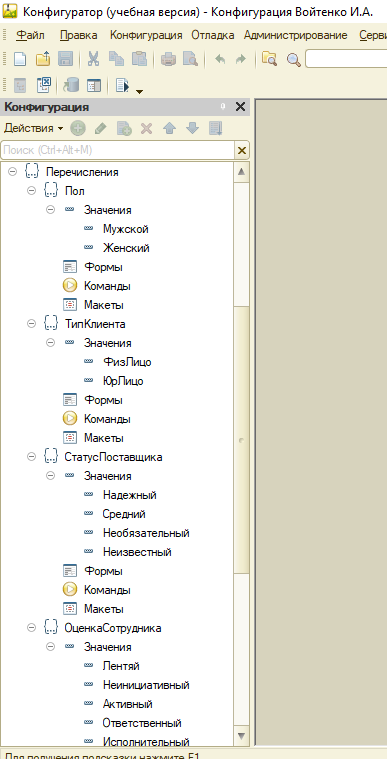 Конфигуратор (учебная версия) - Конфигурация Войтенко И.А.
Файл Правка Конфигурация Отладка Администрирование Серви
Конфигурация
Действия
Поиск (Ctrl+Alt+M)
Перечисления
Пол
Значения
Мужской
Женский
Формы
Команды
Макеты
ТипКлиента
Значения
ФизЛицо
ЮрЛицо
Формы
Команды
Макеты
СтатусПоставщика
Значения
Надежный
Средний
Необязательный
Неизвестный
Формы
Команды
Макеты
ОценкаСотрудника
Значения
Лентяй
Неинициативный
Активный
Ответственный
Исполнительный
Для получения подсказки нажмите F1